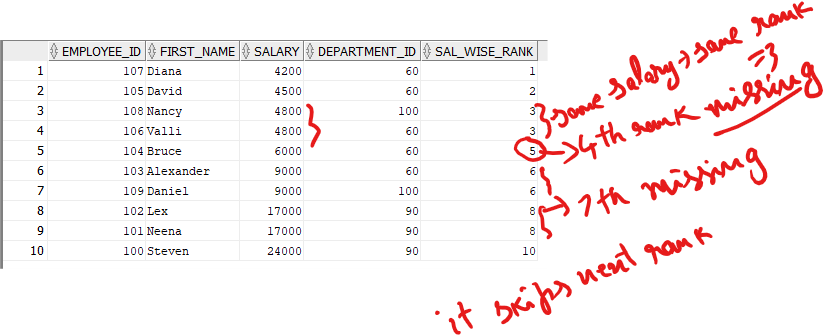 EMPLOYEE_ID FIRST_NAME SALARY DEPARTMENT_ID SAL_WISE_RANK
1 107 Diana 4200 60 1
2 105 David 4500 60 2
3 108 Nancy 4800 100 3
4 106 Valli 4800 60 3
5 104 Bruce 6000 60 5
6 103 Alexander 9000 60 6
7 109 Daniel 9000 100 6
8 102 Lex 17000 90 8
9 101 Neena 17000 90 8
10 100 Steven 24000 90 10
same salary → same rank
⇒ 3
→ 4th rank missing
→ 7th missing
it skips next rank